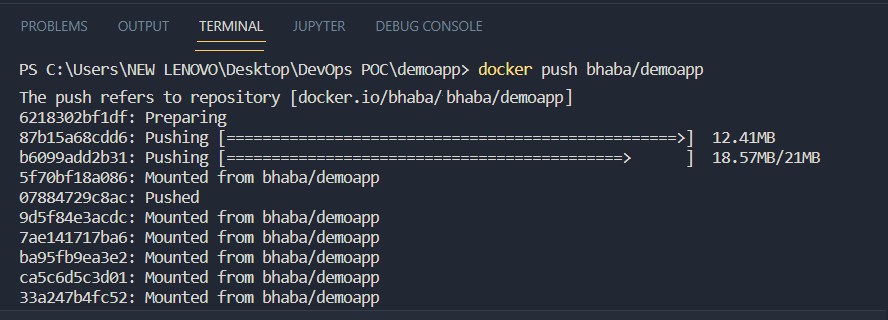 PROBLEMS OUTPUT TERMINAL JUPYTER DEBUG CONSOLE
PS C:\Users\NEW LENOVO\Desktop\DevOps POC\demoapp> docker push bhaba/demoapp
The push refers to repository [docker.io/bhaba/ bhaba/demoapp]
6218302bf1df: Preparing
87b15a68cdd6: Pushing [==================================================>] 12.41MB
b6099add2b31: Pushing [============================================> ] 18.57MB/21MB
5f70bf18a086: Mounted from bhaba/demoapp
07884729c8ac: Pushed
9d5f84e3acdc: Mounted from bhaba/demoapp
7ae141717ba6: Mounted from bhaba/demoapp
ba95fb9ea3e2: Mounted from bhaba/demoapp
ca5c6d5c3d01: Mounted from bhaba/demoapp
33a247b4fc52: Mounted from bhaba/demoapp